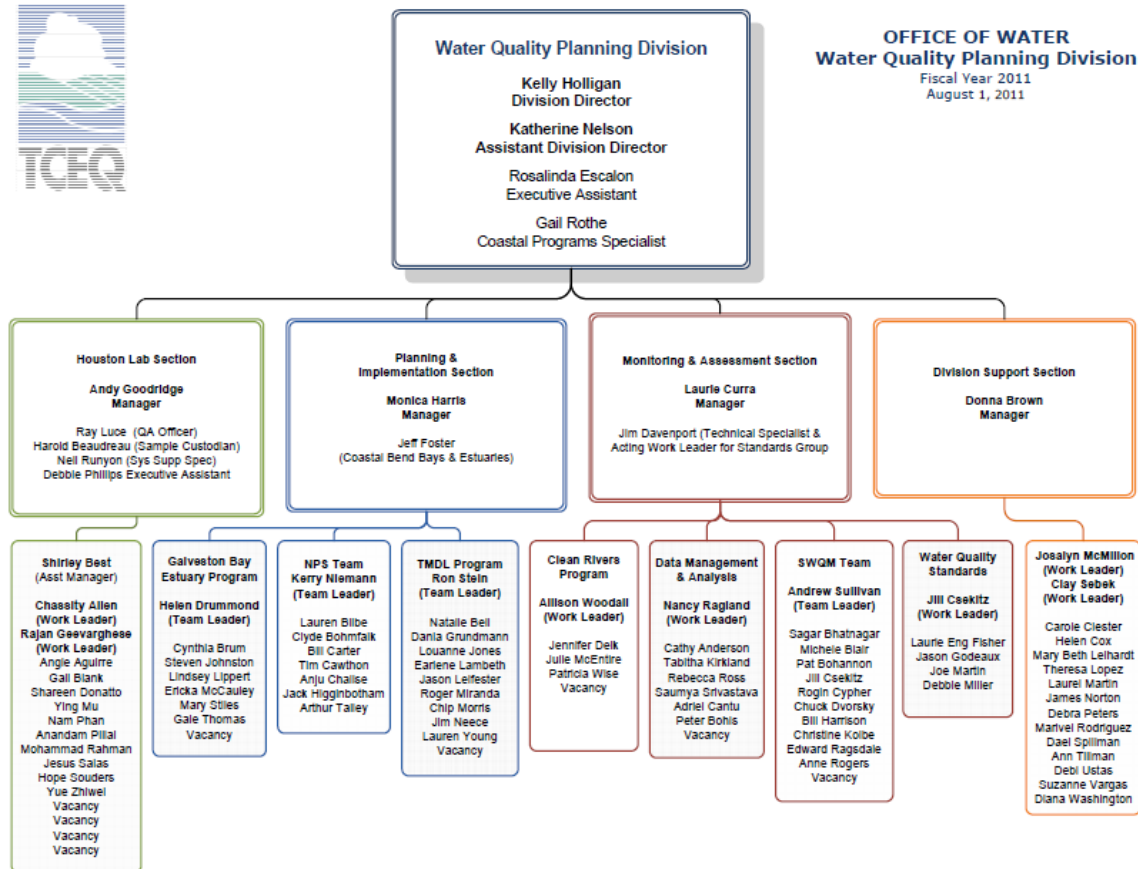 TCEQ
OFFICE OF WATER
Water Quality Planning Division
Fiscal Year 2011
August 1, 2011
Water Quality Planning Division
Kelly Holligan
Division Director
Katherine Nelson
Assistant Division Director
Rosalinda Escalon
Executive Assistant
Gail Rothe
Coastal Programs Specialist
Houston Lab Section
Andy Goodridge
Manager
Ray Luce (QA Officer)
Harold Beaudreau (Sample Custodian)
Neil Runyon (Sys Supp Spec)
Debbie Phillips Executive Assistant
Planning &
Implementation Section
Monica Harris
Manager
Jeff Foster
(Coastal Bend Bays & Estuaries)
Monitoring & Assessment Section
Laurie Curra
Manager
Jim Davenport (Technical Specialist &
Acting Work Leader for Standards Group
Division Support Section
Donna Brown
Manager
Shirley Best
(Asst Manager)
Chassity Allen
(Work Leader)
Rajan Geevarghese
(Work Leader)
Angie Aguirre
Gail Blank
Shareen Donatto
Ying Mu
Nam Phan
Anandam Pillai
Mohammad Rahman
Jesus Salas
Hope Souders
Yue Zhiwei
Vacancy
Vacancy
Vacancy
Vacancy
Galveston Bay
Estuary Program
Helen Drummond
(Team Leader)
Cynthia Brum
Steven Johnston
Lindsey Lippert
Ericka McCauley
Mary Stiles
Gale Thomas
Vacancy
NPS Team
Kerry Niemann
(Team Leader)
Lauren Bilbe
Clyde Bohmfalk
Bill Carter
Tim Cawthon
Anju Chalise
Jack Higginbotham
Arthur Talley
TMDL Program
Ron Stein
(Team Leader)
Natalie Bell
Dania Grundmann
Louanne Jones
Earlene Lambeth
Jason Leifester
Roger Miranda
Chip Morris
Jim Neece
Lauren Young
Vacancy
Clean Rivers
Program
Allison Woodall
(Work Leader)
Jennifer Delk
Julie McEntire
Patricia Wise
Vacancy
Data Management
& Analysis
Nancy Ragland
(Work Leader)
Cathy Anderson
Tabitha Kirkland
Rebecca Ross
Saumya Srivastava
Adriel Cantu
Peter Bohls
Vacancy
SWQM Team
Andrew Sullivan
(Team Leader)
Sagar Bhatnagar
Michele Blair
Pat Bohannon
Jill Csekitz
Rogin Cypher
Chuck Dvorsky
Bill Harrison
Christine Kolbe
Edward Ragsdale
Anne Rogers
Vacancy
Water Quality
Standards
Jill Csekitz
(Work Leader)
Laurie Eng Fisher
Jason Godeaux
Joe Martin
Debbie Miller
Josalyn McMillon
(Work Leader)
Clay Sebek
(Work Leader)
Carole Clester
Helen Cox
Mary Beth Leihardt
Theresa Lopez
Laurel Martin
James Norton
Debra Peters
Marivel Rodriguez
Dael Spillman
Ann Tillman
Debi Ustas
Suzanne Vargas
Diana Washington